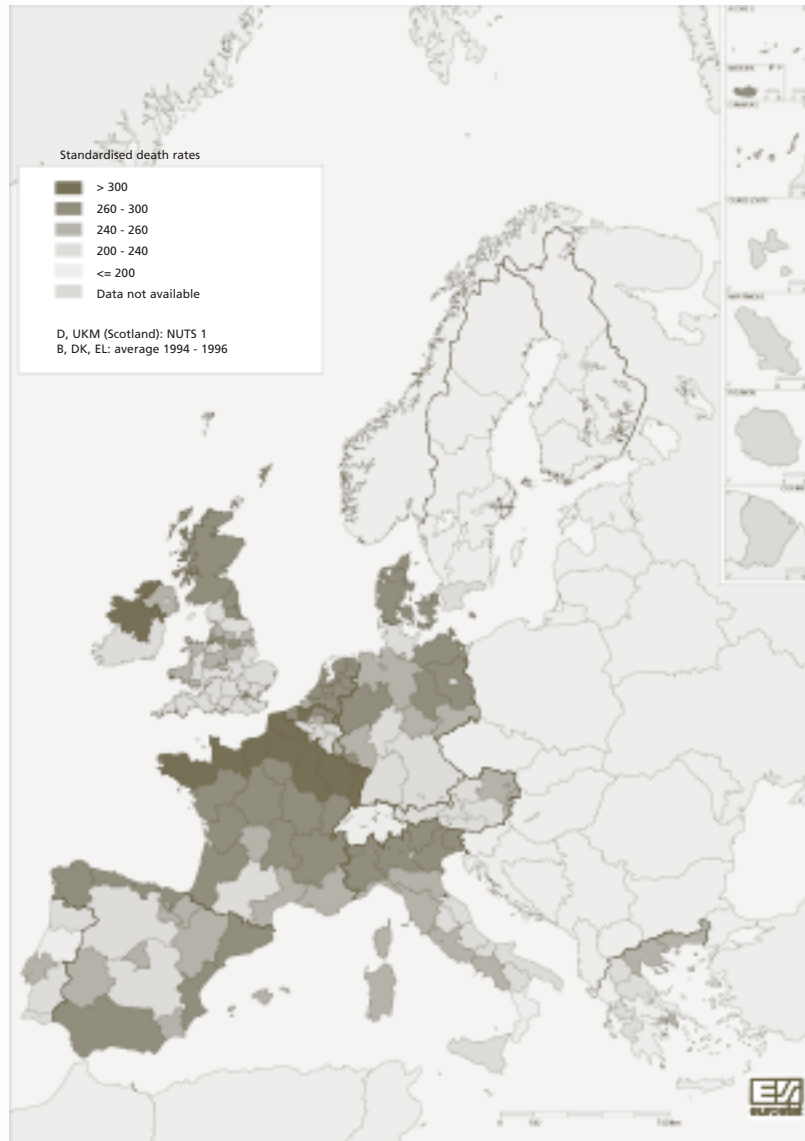 Standardised death rates
> 300
260 - 300
240 - 260
200 - 240
<= 200
Data not available
D, UKM (Scotland): NUTS 1
B, DK, EL: average 1994 - 1996